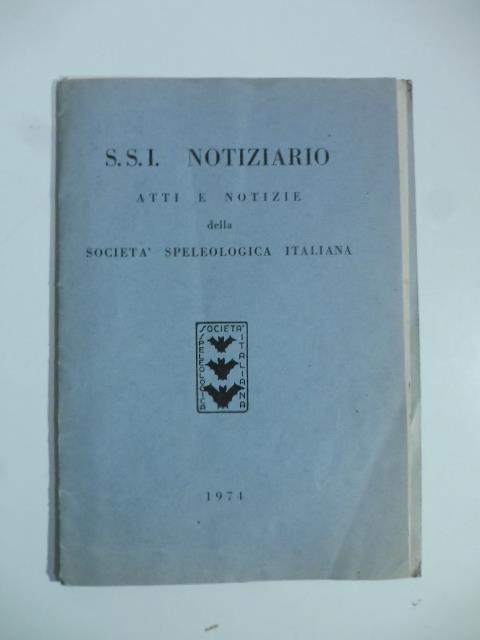 S. S. I. NOTIZIARIO
ATTI E NOTIZIE
della
SOCIETA' SPELEOLOGICA ITALIANA
SOCIETA'
SPELEOLOGICA
ITALIANA
1974